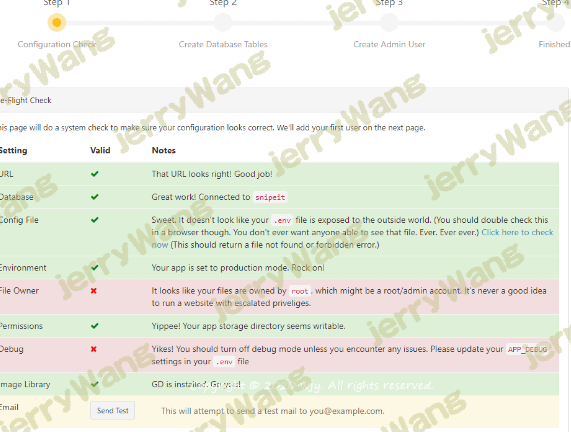 Step 1 Step 2 Step 3 Step 4
Configuration Check Create Database Tables Create Admin User Finished
e-Flight Check
his page will do a system check to make sure your configuration looks correct. We'll add your first user on the next page.
Setting Valid Notes
URL That URL looks right! Good job!
Database Great work! Connected to snipeit
Config File Sweet. It doesn't look like your .env file is exposed to the outside world. (You should double check this
in a browser though. You don't ever want anyone able to see that file. Ever. Ever ever.) Click here to check
now (This should return a file not found or forbidden error.)
Environment Your app is set to production mode. Rock on!
File Owner It looks like your files are owned by root, which might be a root/admin account. It's never a good idea
to run a website with escalated priveliges.
Permissions Yippee! Your app storage directory seems writable.
Debug Yikes! You should turn off debug mode unless you encounter any issues. Please update your APP_DEBUG
settings in your .env file
Image Library GD is installed. Go you!
Copyright © All rights reserved.
Email Send Test This will attempt to send a test mail to you@example.com.
jerryWang
jerryWang
jerryWang
jerryWang
jerryWang
jerryWang
jerryWang
jerryWang
jerryWang